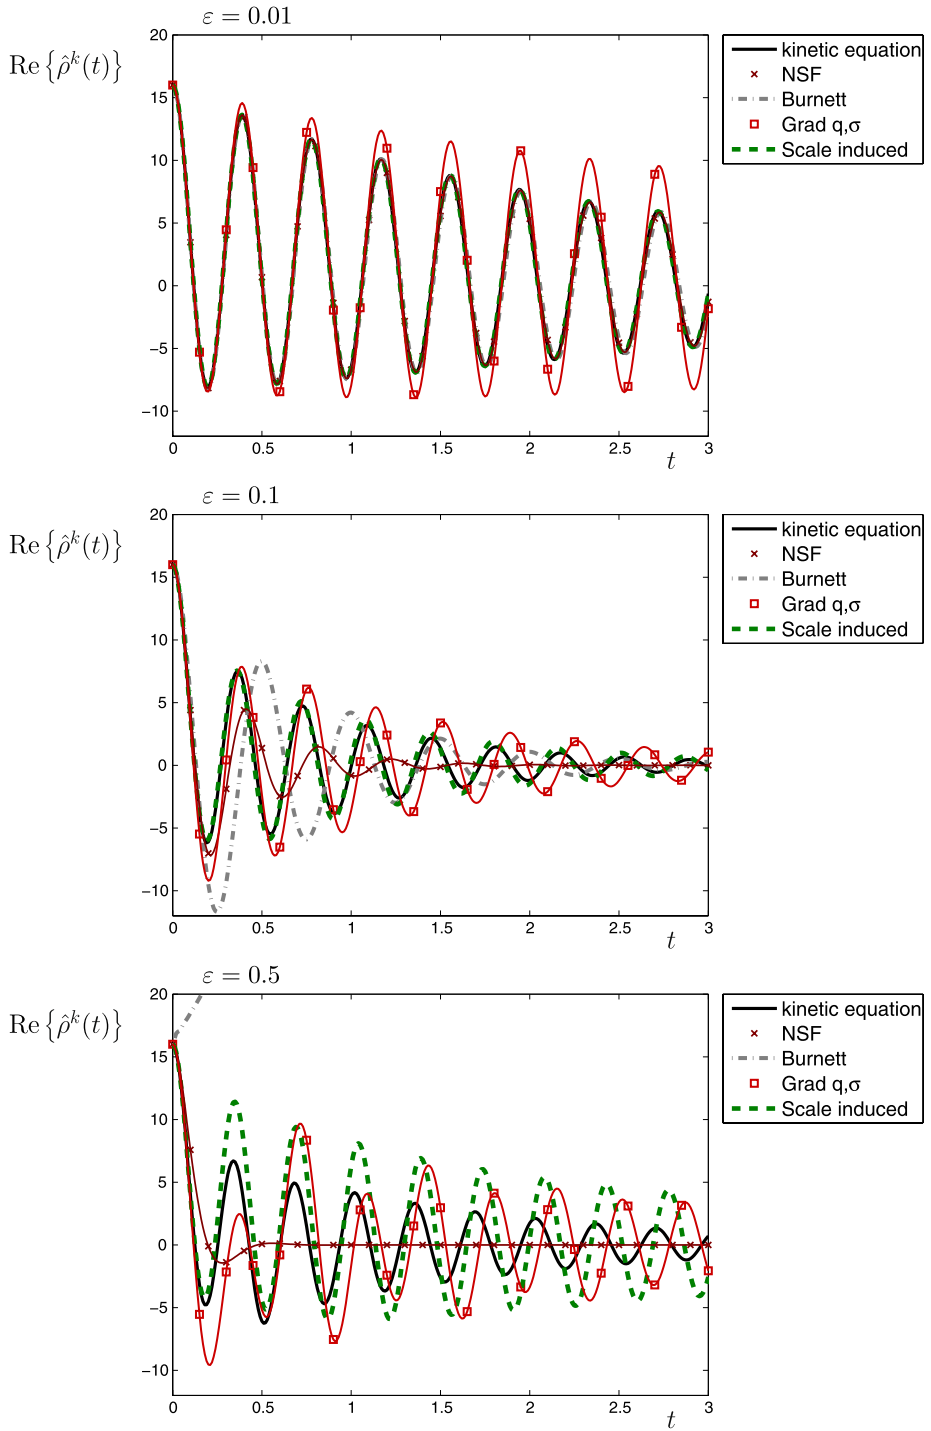 ε = 0.01
Re {ρ̂ᵏ(t)}
20
15
10
5
0
−5
−10
0 0.5 1 1.5 2 2.5 3
t
kinetic equation
NSF
Burnett
Grad q,σ
Scale induced
ε = 0.1
Re {ρ̂ᵏ(t)}
20
15
10
5
0
−5
−10
0 0.5 1 1.5 2 2.5 3
t
kinetic equation
NSF
Burnett
Grad q,σ
Scale induced
ε = 0.5
Re {ρ̂ᵏ(t)}
20
15
10
5
0
−5
−10
0 0.5 1 1.5 2 2.5 3
t
kinetic equation
NSF
Burnett
Grad q,σ
Scale induced